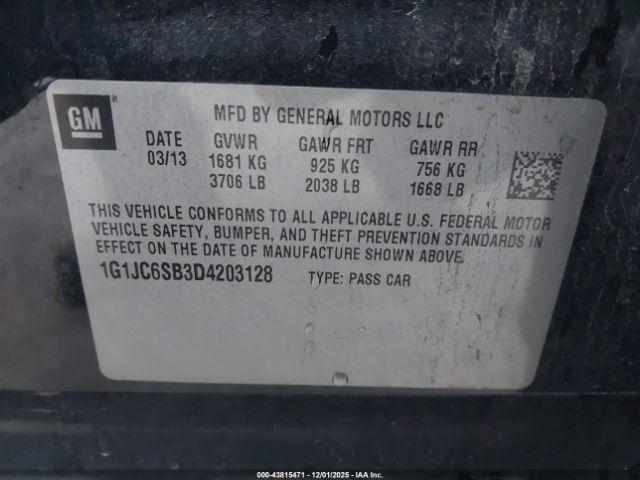 GM
MFD BY GENERAL MOTORS LLC
DATE GVWR GAWR FRT GAWR RR
03/13 1681 KG 925 KG 756 KG
3706 LB 2038 LB 1668 LB
THIS VEHICLE CONFORMS TO ALL APPLICABLE U.S. FEDERAL MOTOR
VEHICLE SAFETY, BUMPER, AND THEFT PREVENTION STANDARDS IN
EFFECT ON THE DATE OF MANUFACTURE SHOWN ABOVE.
1G1JC6SB3D4203128 TYPE: PASS CAR
000-43815471 - 12/01/2025 - IAAI.COM